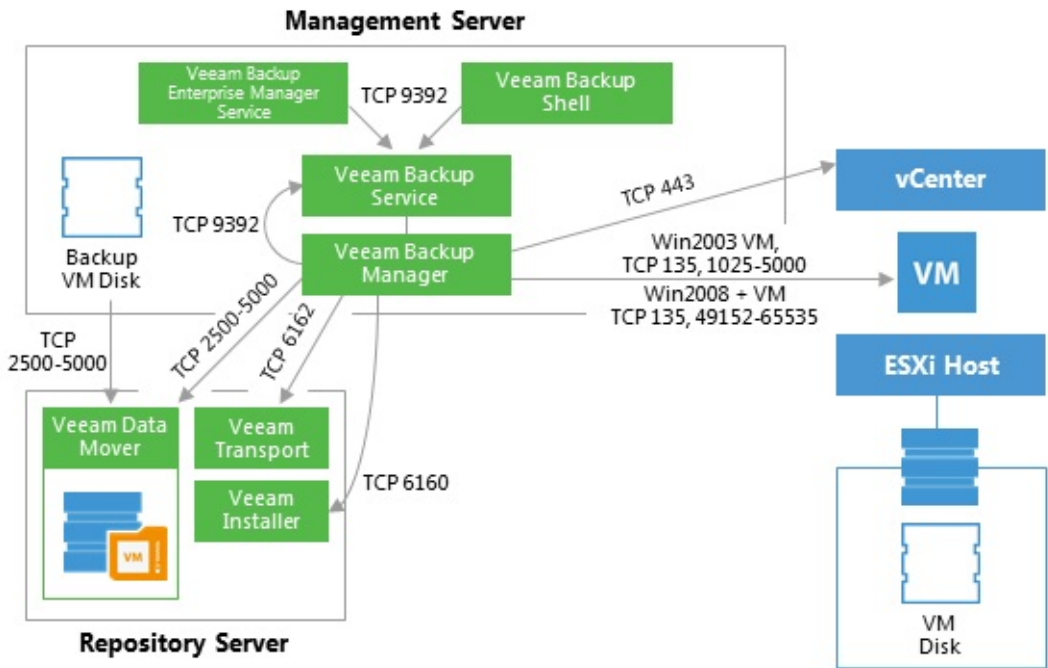 Management Server
Veeam Backup
Enterprise Manager
Service
TCP 9392
Veeam Backup
Shell
Veeam Backup
Service
TCP 9392
Veeam Backup
Manager
Backup
VM Disk
TCP 443
vCenter
Win2003 VM,
TCP 135, 1025-5000
Win2008 + VM
TCP 135, 49152-65535
VM
TCP
2500-5000
TCP 2500-5000
TCP 6162
TCP 6160
ESXi Host
Veeam Data
Mover
Veeam
Transport
Veeam
Installer
VM
Repository Server
VM
Disk